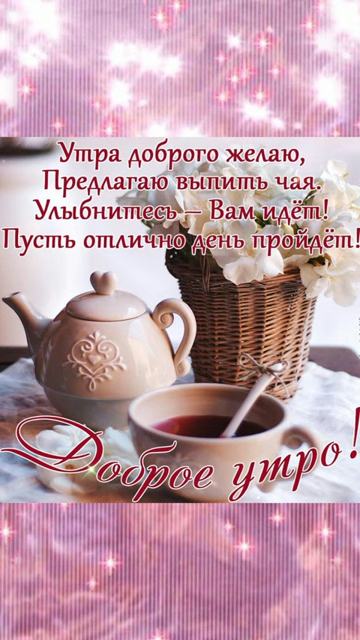 Утра доброго желаю,
Предлагаю выпить чая.
Улыбнитесь – Вам идёт!
Пусть отлично день пройдёт!
Доброе утро!